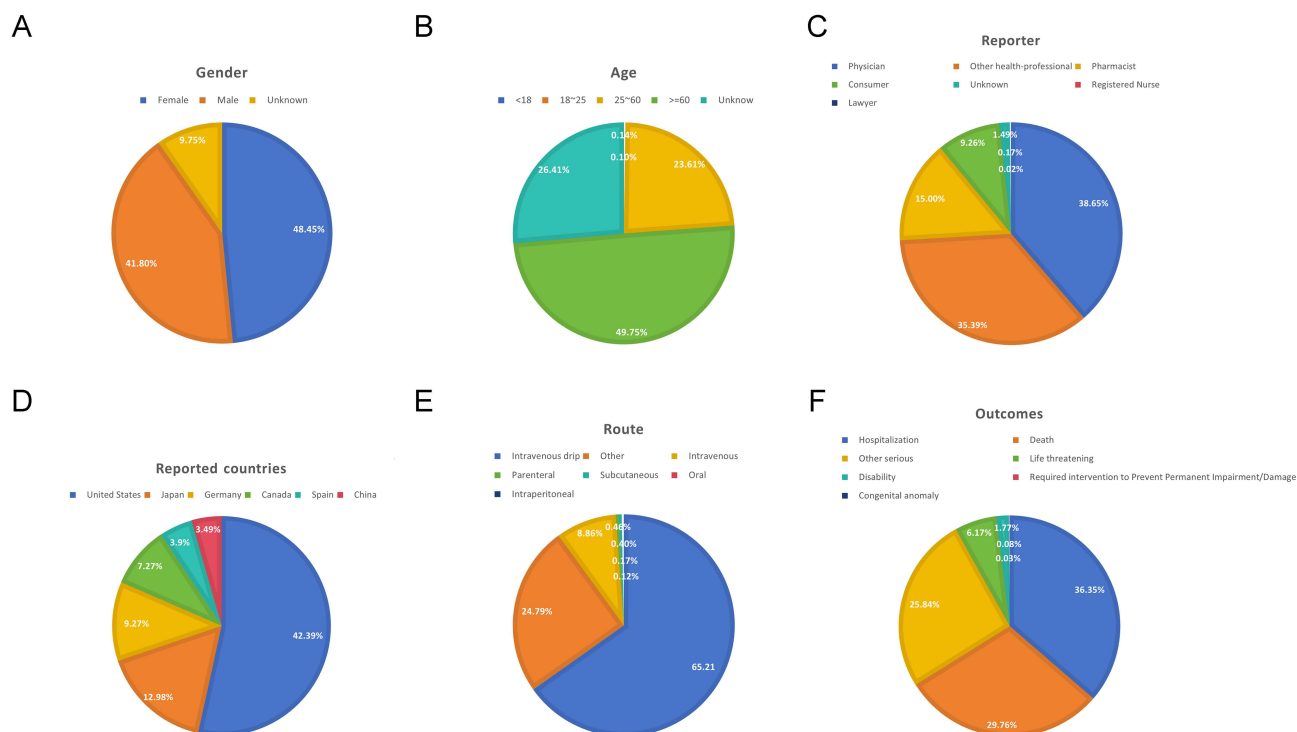 A
B
C
Gender
Female Male Unknown
9.75%
48.45%
41.80%
Age
<18 18~25 25~60 >=60 Unknow
0.14%
0.10%
23.61%
26.41%
49.75%
Reporter
Physician Other health-professional Pharmacist
Consumer Unknown Registered Nurse
Lawyer
1.49%
9.26%
0.17%
0.02%
15.00%
38.65%
35.39%
D
E
F
Reported countries
United States Japan Germany Canada Spain China
3.49%
3.9%
7.27%
9.27%
42.39%
12.98%
Route
Intravenous drip Other Intravenous
Parenteral Subcutaneous Oral
Intraperitoneal
0.46%
8.86%
0.40%
0.17%
0.12%
24.79%
65.21
Outcomes
Hospitalization Death
Other serious Life threatening
Disability Required intervention to Prevent Permanent Impairment/Damage
Congenital anomaly
1.77%
6.17%
0.08%
0.03%
36.35%
25.84%
29.76%